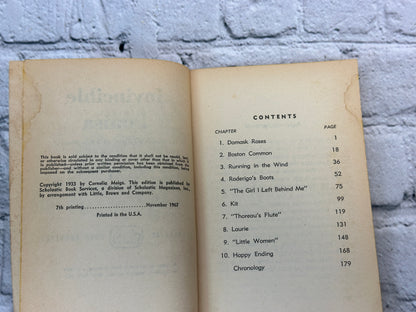 This book is sold subject to the condition that it shall not be resold, lent,
or otherwise circulated in any binding or cover other than that in which it
is published—unless prior written permission has been obtained from the
publisher—and without a similar condition, including this condition, being
imposed on the subsequent purchaser.
Copyright 1933 by Cornelia Meigs. This edition is published by
Scholastic Book Services, a division of Scholastic Magazines, Inc.,
by arrangement with Little, Brown and Company.
7th printing November 1967
Printed in the U.S.A.
CONTENTS
CHAPTER PAGE
1. Damask Roses 1
2. Boston Common 18
3. Running in the Wind 36
4. Roderigo's Boots 52
5. "The Girl I Left Behind Me" 75
6. Kit 99
7. "Thoreau's Flute" 119
8. Laurie 131
9. "Little Women" 148
10. Happy Ending 168
Chronology 179